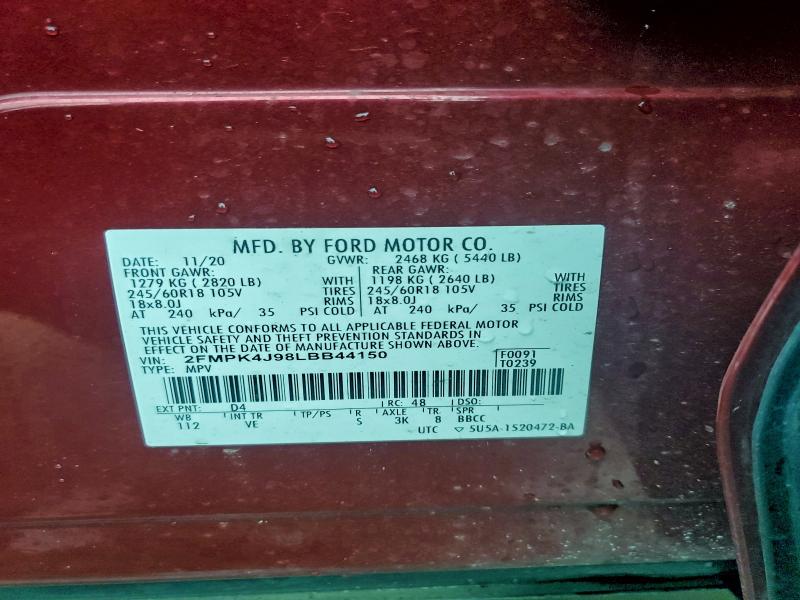 MFD. BY FORD MOTOR CO.
DATE: 11/20 GVWR: 2468 KG ( 5440 LB)
FRONT GAWR: REAR GAWR:
1279 KG ( 2820 LB) WITH 1198 KG ( 2640 LB) WITH
245/60R18 105V TIRES 245/60R18 105V TIRES
18x8.0J RIMS 18x8.0J RIMS
AT 240 kPa/ 35 PSI COLD AT 240 kPa/ 35 PSI COLD
THIS VEHICLE CONFORMS TO ALL APPLICABLE FEDERAL MOTOR
VEHICLE SAFETY AND THEFT PREVENTION STANDARDS IN
EFFECT ON THE DATE OF MANUFACTURE SHOWN ABOVE.
VIN: 2FMPK4J98LBB44150 F0091
TYPE: MPV T0239
EXT PNT: D4 RC: 48 DSO:
WB INT TR TP/PS R AXLE TR SPR
112 VE S 3K 8 BBCC
UTC ▽ 5U5A-1520472-BA